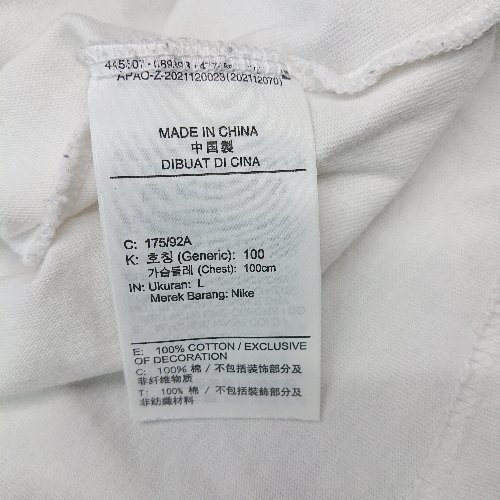 APAO-Z-2021120023(202112070)
MADE IN CHINA
中国製
DIBUAT DI CINA
C: 175/92A
K: 호칭 (Generic): 100
가슴둘레 (Chest): 100cm
IN: Ukuran: L
Merek Barang: Nike
E: 100% COTTON / EXCLUSIVE
OF DECORATION
C: 100% 棉 / 不包括装饰部分及
非纤维物质
T: 100% 棉 / 不包括裝飾部分及
非紡織材料